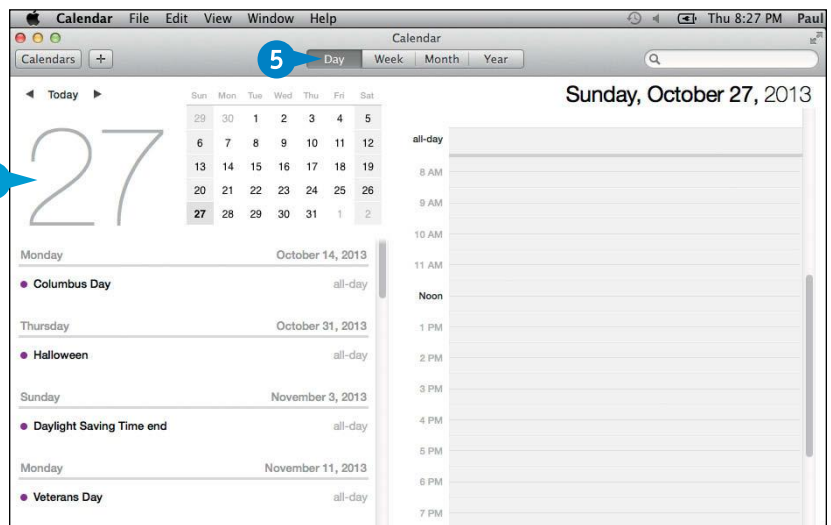 Calendar File Edit View Window Help Thu 8:27 PM Paul
Calendar
Calendars + 5 Day Week Month Year
◀ Today ▶
Sunday, October 27, 2013
27
Sun Mon Tue Wed Thu Fri Sat
29 30 1 2 3 4 5
6 7 8 9 10 11 12
13 14 15 16 17 18 19
20 21 22 23 24 25 26
27 28 29 30 31 1 2
Monday October 14, 2013
Columbus Day all-day
Thursday October 31, 2013
Halloween all-day
Sunday November 3, 2013
Daylight Saving Time end all-day
Monday November 11, 2013
Veterans Day all-day
all-day
8 AM
9 AM
10 AM
11 AM
Noon
1 PM
2 PM
3 PM
4 PM
5 PM
6 PM
7 PM